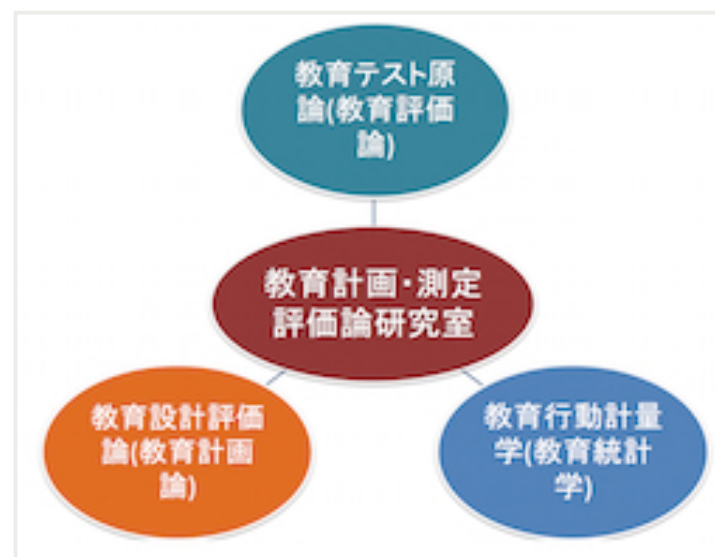 教育テスト原
論(教育評価
論)
教育計画・測定
評価論研究室
教育設計評価
論(教育計画
論)
教育行動計量
学(教育統計
学)